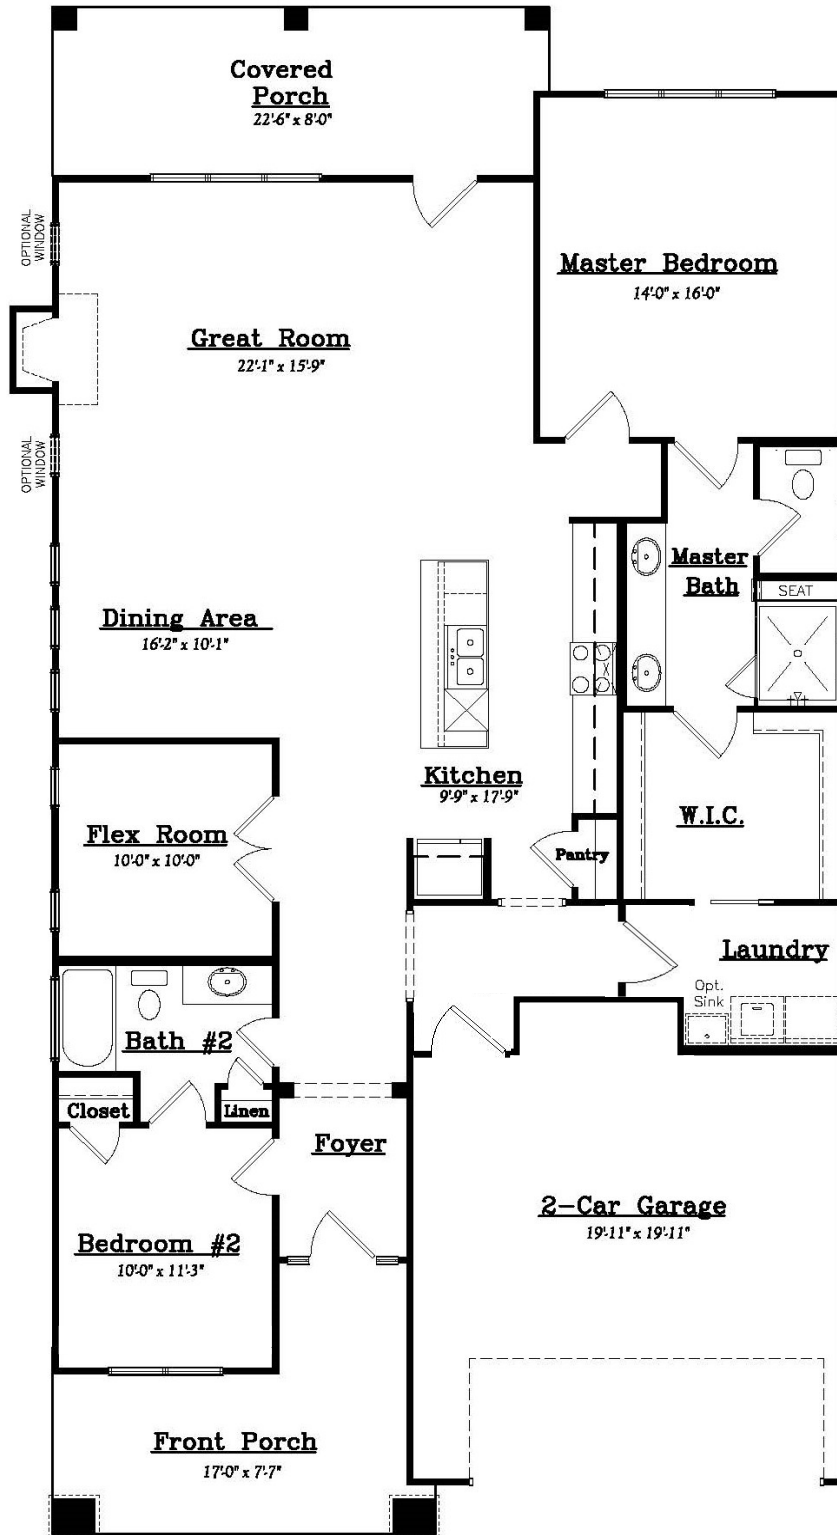 Covered
Porch
22'-6" x 8'-0"
OPTIONAL
WINDOW
Master Bedroom
14'-0" x 16'-0"
Great Room
22'-1" x 15'-9"
OPTIONAL
WINDOW
Master
Bath
SEAT
Dining Area
16'-2" x 10'-1"
Kitchen
9'-9" x 17'-9"
W.I.C.
Flex Room
10'-0" x 10'-0"
Pantry
Laundry
Opt.
Sink
Bath #2
Closet
Linen
Foyer
2-Car Garage
19'-11" x 19'-11"
Bedroom #2
10'-0" x 11'-3"
Front Porch
17'-0" x 7'-7"